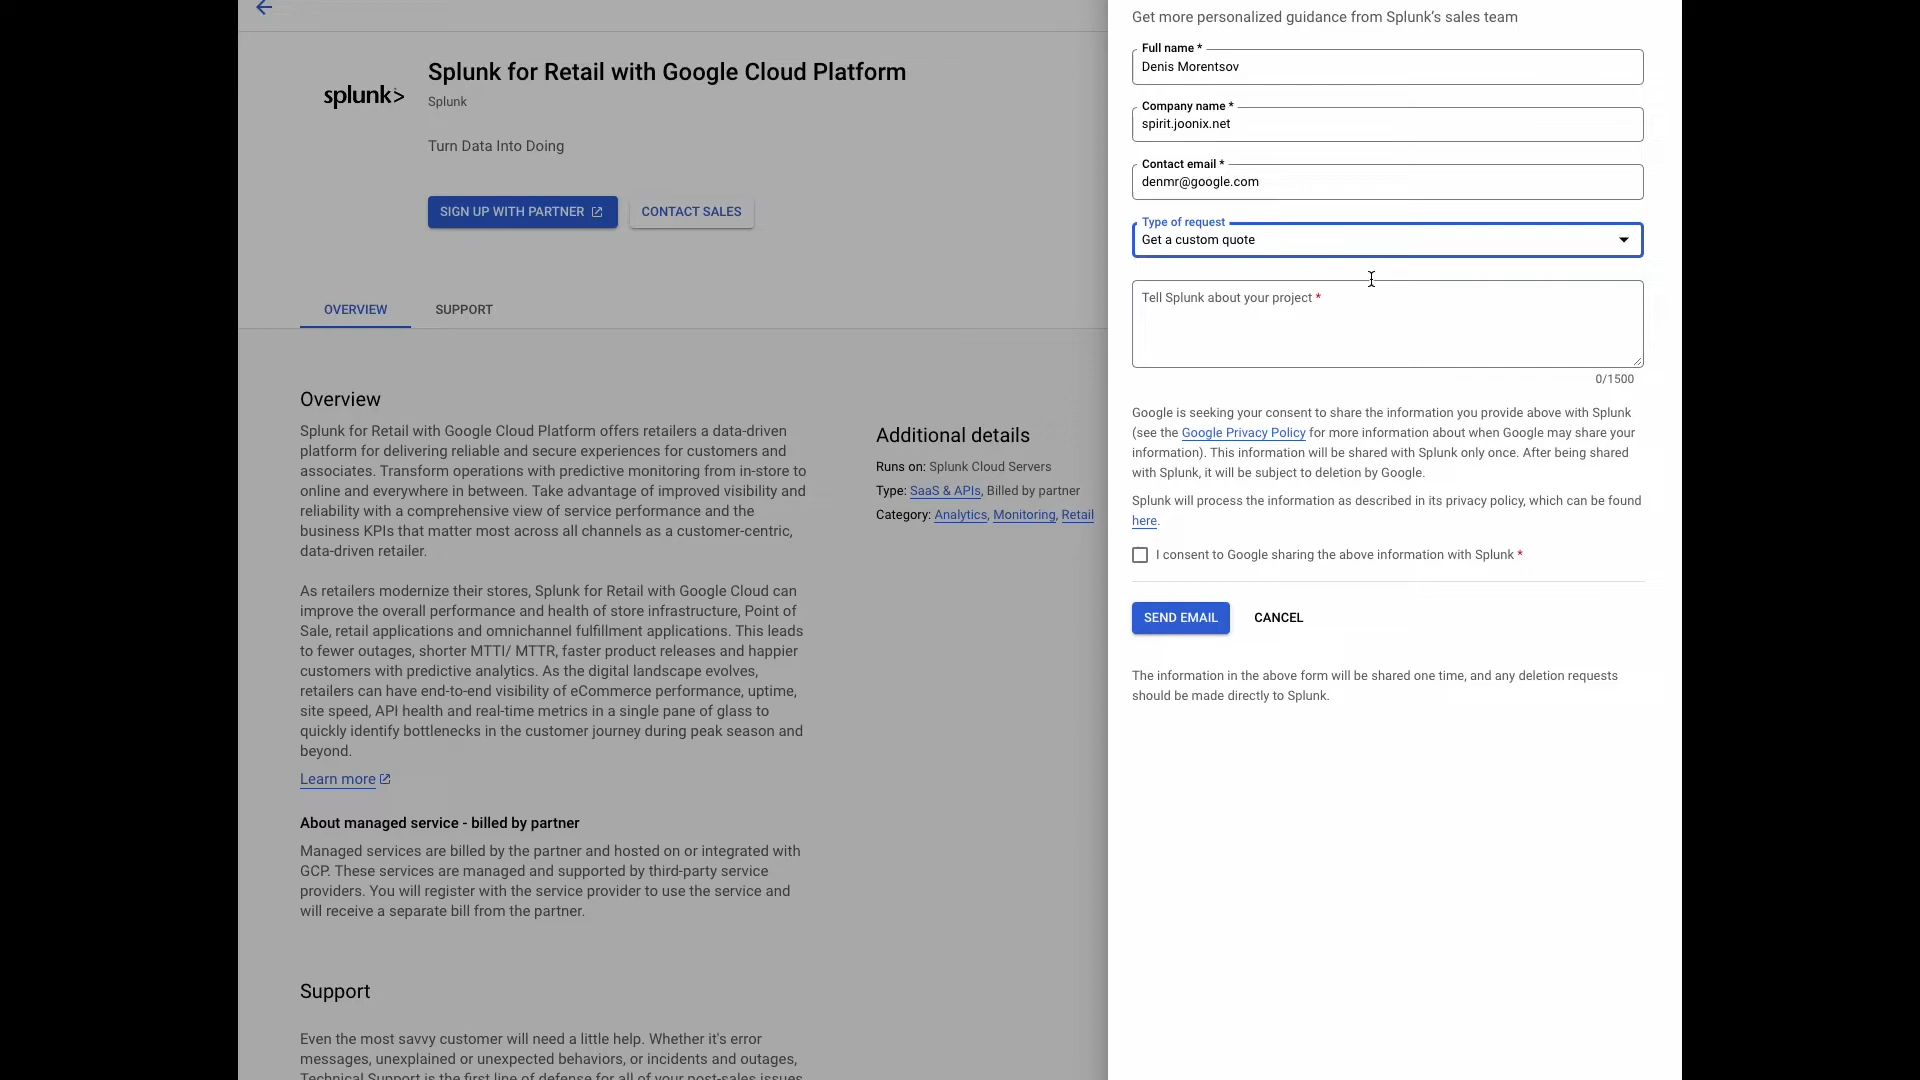 splunk>
Splunk for Retail with Google Cloud Platform
Splunk
Turn Data Into Doing
SIGN UP WITH PARTNER
CONTACT SALES
OVERVIEW
SUPPORT
Overview
Splunk for Retail with Google Cloud Platform offers retailers a data-driven
platform for delivering reliable and secure experiences for customers and
associates. Transform operations with predictive monitoring from in-store to
online and everywhere in between. Take advantage of improved visibility and
reliability with a comprehensive view of service performance and the
business KPIs that matter most across all channels as a customer-centric,
data-driven retailer.
As retailers modernize their stores, Splunk for Retail with Google Cloud can
improve the overall performance and health of store infrastructure, Point of
Sale, retail applications and omnichannel fulfillment applications. This leads
to fewer outages, shorter MTTI/ MTTR, faster product releases and happier
customers with predictive analytics. As the digital landscape evolves,
retailers can have end-to-end visibility of eCommerce performance, uptime,
site speed, API health and real-time metrics in a single pane of glass to
quickly identify bottlenecks in the customer journey during peak season and
beyond.
Learn more
About managed service - billed by partner
Managed services are billed by the partner and hosted on or integrated with
GCP. These services are managed and supported by third-party service
providers. You will register with the service provider to use the service and
will receive a separate bill from the partner.
Support
Even the most savvy customer will need a little help. Whether it's error
messages, unexplained or unexpected behaviors, or incidents and outages,
Technical Support is the first line of defense for all of your post-sales issues
Additional details
Runs on: Splunk Cloud Servers
Type: SaaS & APIs, Billed by partner
Category: Analytics, Monitoring, Retail
Get more personalized guidance from Splunk's sales team
Full name *
Denis Morentsov
Company name *
spirit.joonix.net
Contact email *
denmr@google.com
Type of request
Get a custom quote
Tell Splunk about your project *
0/1500
Google is seeking your consent to share the information you provide above with Splunk
(see the Google Privacy Policy for more information about when Google may share your
information). This information will be shared with Splunk only once. After being shared
with Splunk, it will be subject to deletion by Google.
Splunk will process the information as described in its privacy policy, which can be found
here.
I consent to Google sharing the above information with Splunk *
SEND EMAIL
CANCEL
The information in the above form will be shared one time, and any deletion requests
should be made directly to Splunk.